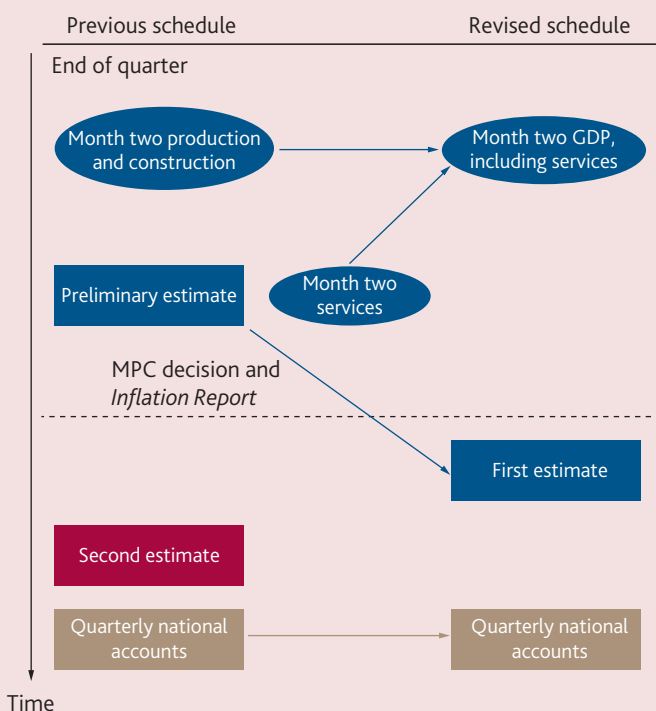 Previous schedule
Revised schedule
End of quarter
Month two production
and construction
Month two GDP,
including services
Preliminary estimate
Month two
services
MPC decision and
Inflation Report
First estimate
Second estimate
Quarterly national
accounts
Quarterly national
accounts
Time